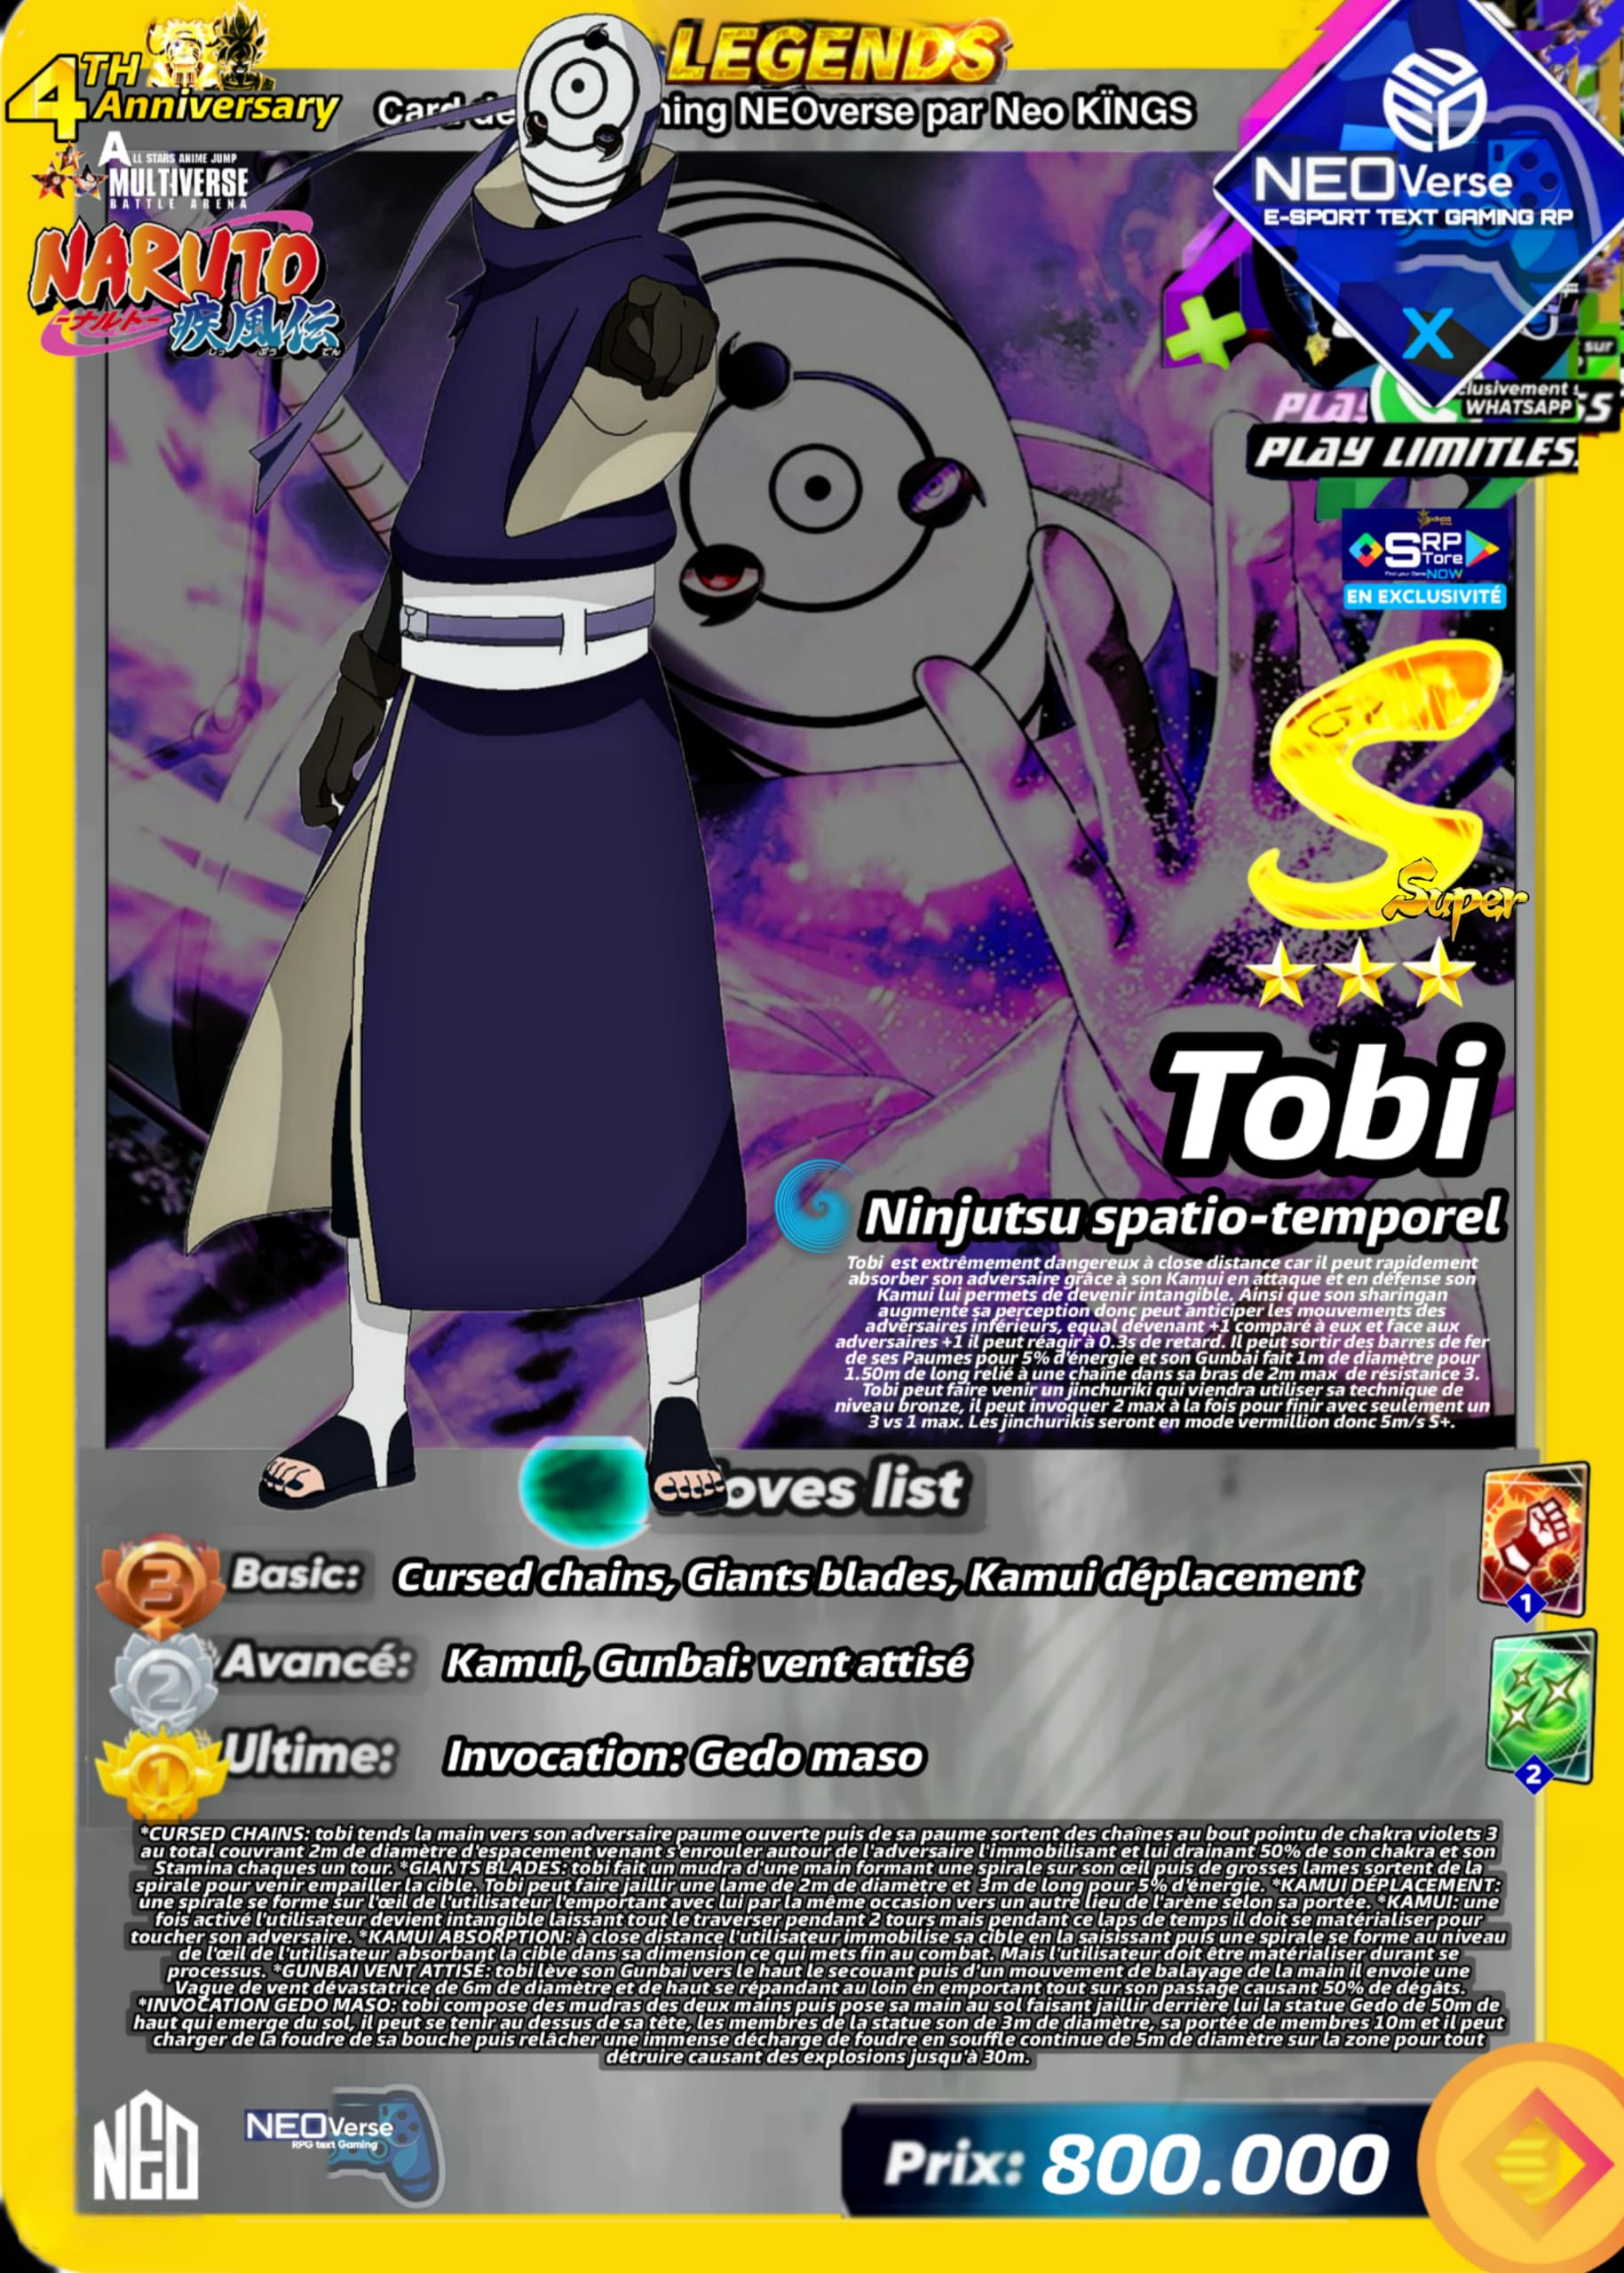 4TH
Anniversary
LEGENDS
Card de ning NEOverse par Neo KÏNGS
ALL STARS ANIME JUMP
MULTIVERSE
BATTLE ARENA
NARUTO
-ナルト-
疾風伝
しっぷうでん
NEOVerse
E-SPORT TEXT GAMING RP
X
sur
clusivement
WHATSAPP
PLAY LIMITLES
SRP
Tore
NOW
EN EXCLUSIVITÉ
S
Super
Tobi
Ninjutsu spatio-temporel
Tobi est extrêmement dangereux à close distance car il peut rapidement
absorber son adversaire grâce à son Kamui en attaque et en défense son
Kamui lui permets de devenir intangible. Ainsi que son sharingan
augmente sa perception donc peut anticiper les mouvements des
adversaires inférieurs, equal devenant +1 comparé à eux et face aux
adversaires +1 il peut réagir à 0.3s de retard. Il peut sortir des barres de fer
de ses Paumes pour 5% d'énergie et son Gunbai fait 1m de diamètre pour
1.50m de long relié à une chaîne dans sa bras de 2m max de résistance 3.
Tobi peut faire venir un jinchuriki qui viendra utiliser sa technique de
niveau bronze, il peut invoquer 2 max à la fois pour finir avec seulement un
3 vs 1 max. Les jinchurikis seront en mode vermillion donc 5m/s S+.
oves list
3 Basic: Cursed chains, Giants blades, Kamui déplacement
1
2 Avancé: Kamui, Gunbai: vent attisé
1 Ultime: Invocation: Gedo maso
2
*CURSED CHAINS: tobi tends la main vers son adversaire paume ouverte puis de sa paume sortent des chaînes au bout pointu de chakra violets 3
au total couvrant 2m de diamètre d'espacement venant s'enrouler autour de l'adversaire l'immobilisant et lui drainant 50% de son chakra et son
Stamina chaques un tour. *GIANTS BLADES: tobi fait un mudra d'une main formant une spirale sur son œil puis de grosses lames sortent de la
spirale pour venir empailler la cible. Tobi peut faire jaillir une lame de 2m de diamètre et 3m de long pour 5% d'énergie. *KAMUI DÉPLACEMENT:
une spirale se forme sur l'œil de l'utilisateur l'emportant avec lui par la même occasion vers un autre lieu de l'arène selon sa portée. *KAMUI: une
fois activé l'utilisateur devient intangible laissant tout le traverser pendant 2 tours mais pendant ce laps de temps il doit se matérialiser pour
toucher son adversaire. *KAMUI ABSORPTION: à close distance l'utilisateur immobilise sa cible en la saisissant puis une spirale se forme au niveau
de l'œil de l'utilisateur absorbant la cible dans sa dimension ce qui mets fin au combat. Mais l'utilisateur doit être matérialiser durant se
processus. *GUNBAI VENT ATTISÉ: tobi lève son Gunbai vers le haut le secouant puis d'un mouvement de balayage de la main il envoie une
Vague de vent dévastatrice de 6m de diamètre et de haut se répandant au loin en emportant tout sur son passage causant 50% de dégâts.
*INVOCATION GEDO MASO: tobi compose des mudras des deux mains puis pose sa main au sol faisant jaillir derrière lui la statue Gedo de 50m de
haut qui emerge du sol, il peut se tenir au dessus de sa tête, les membres de la statue son de 3m de diamètre, sa portée de membres 10m et il peut
charger de la foudre de sa bouche puis relâcher une immense décharge de foudre en souffle continue de 5m de diamètre sur la zone pour tout
détruire causant des explosions jusqu'à 30m.
NEO
NEOVerse
RPG text Gaming
Prix: 800.000